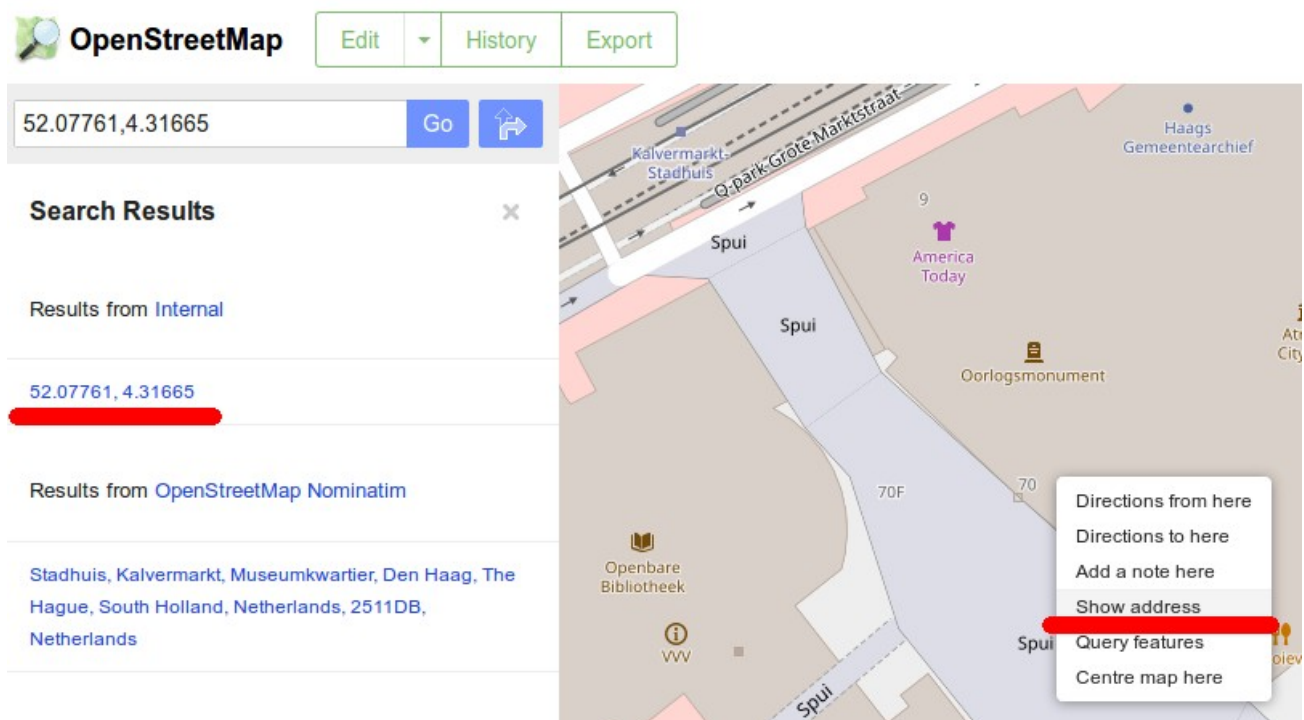 OpenStreetMap
Edit
History
Export
52.07761,4.31665
Go
Search Results
×
Results from Internal
52.07761, 4.31665
Results from OpenStreetMap Nominatim
Stadhuis, Kalvermarkt, Museumkwartier, Den Haag, The
Hague, South Holland, Netherlands, 2511DB,
Netherlands
Kalvermarkt-
Stadhuis
Q-park Grote Marktstraat
Haags
Gemeentearchief
9
Spui
America
Today
Spui
Oorlogsmonument
City
70F
70
Openbare
Bibliotheek
VVV
Spui
Spui
Directions from here
Directions to here
Add a note here
Show address
Query features
Centre map here